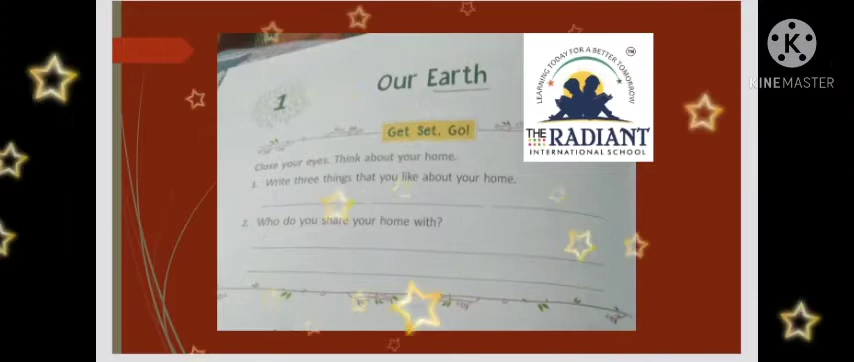 1
Our Earth
Get Set, Go!
Close your eyes. Think about your home.
1. Write three things that you like about your home.
2. Who do you share your home with?
LEARNING TODAY FOR A BETTER TOMORROW
TM
THE RADIANT
INTERNATIONAL SCHOOL
K
KINEMASTER